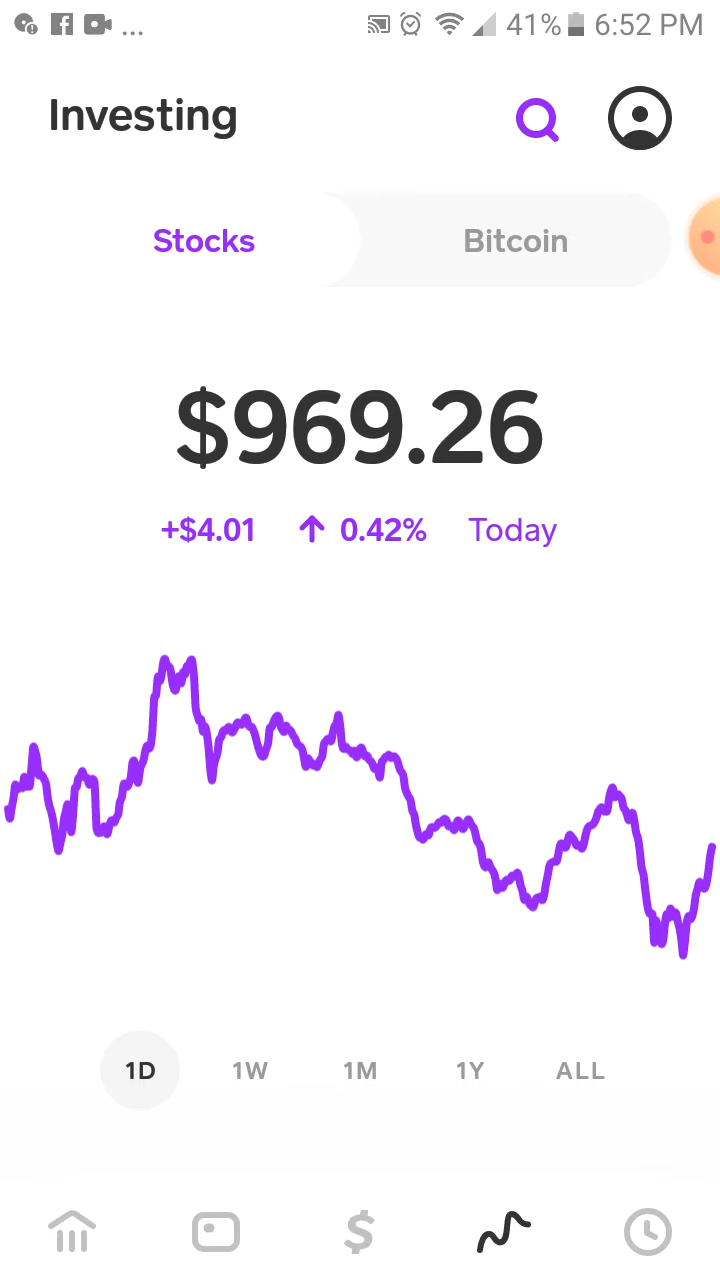 ... 41% 6:52 PM
Investing
Stocks Bitcoin
$969.26
+$4.01 ↑ 0.42% Today
1D 1W 1M 1Y ALL
$